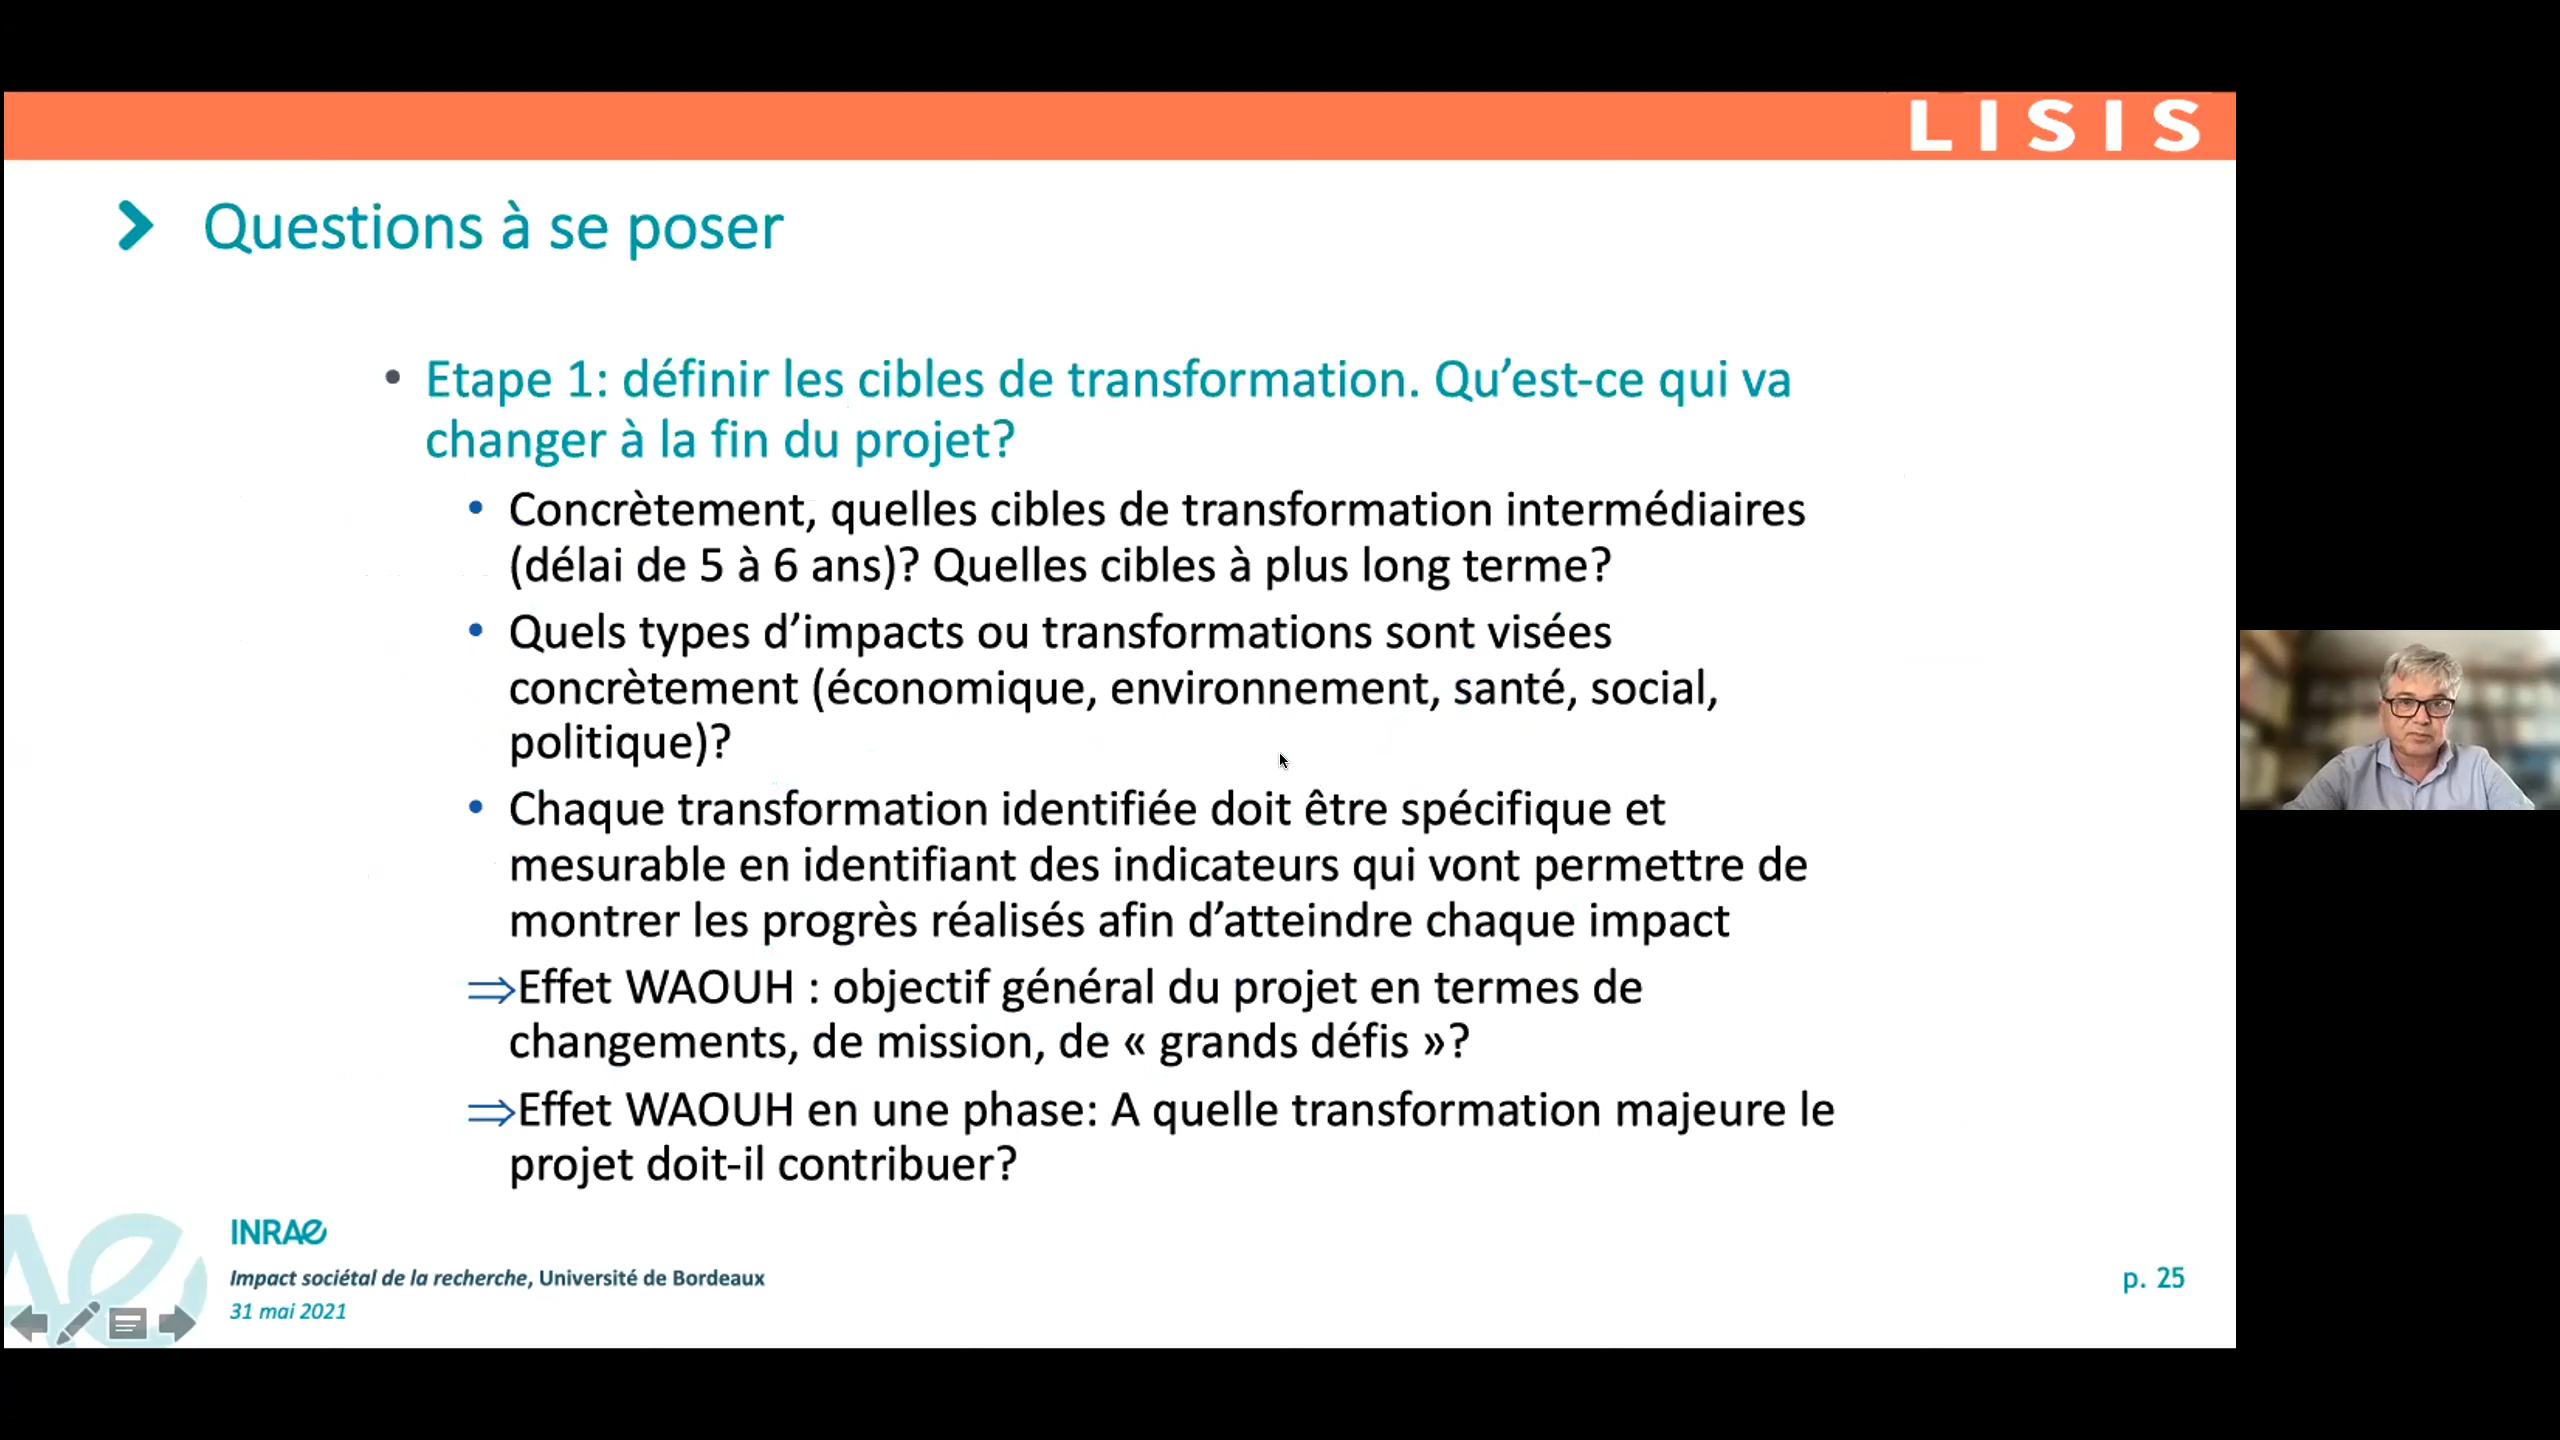 LISIS
Questions à se poser
• Etape 1: définir les cibles de transformation. Qu’est-ce qui va
changer à la fin du projet?
• Concrètement, quelles cibles de transformation intermédiaires
(délai de 5 à 6 ans)? Quelles cibles à plus long terme?
• Quels types d’impacts ou transformations sont visées
concrètement (économique, environnement, santé, social,
politique)?
• Chaque transformation identifiée doit être spécifique et
mesurable en identifiant des indicateurs qui vont permettre de
montrer les progrès réalisés afin d’atteindre chaque impact
⇒Effet WAOUH : objectif général du projet en termes de
changements, de mission, de « grands défis »?
⇒Effet WAOUH en une phase: A quelle transformation majeure le
projet doit-il contribuer?
INRAE
Impact sociétal de la recherche, Université de Bordeaux
31 mai 2021
p. 25